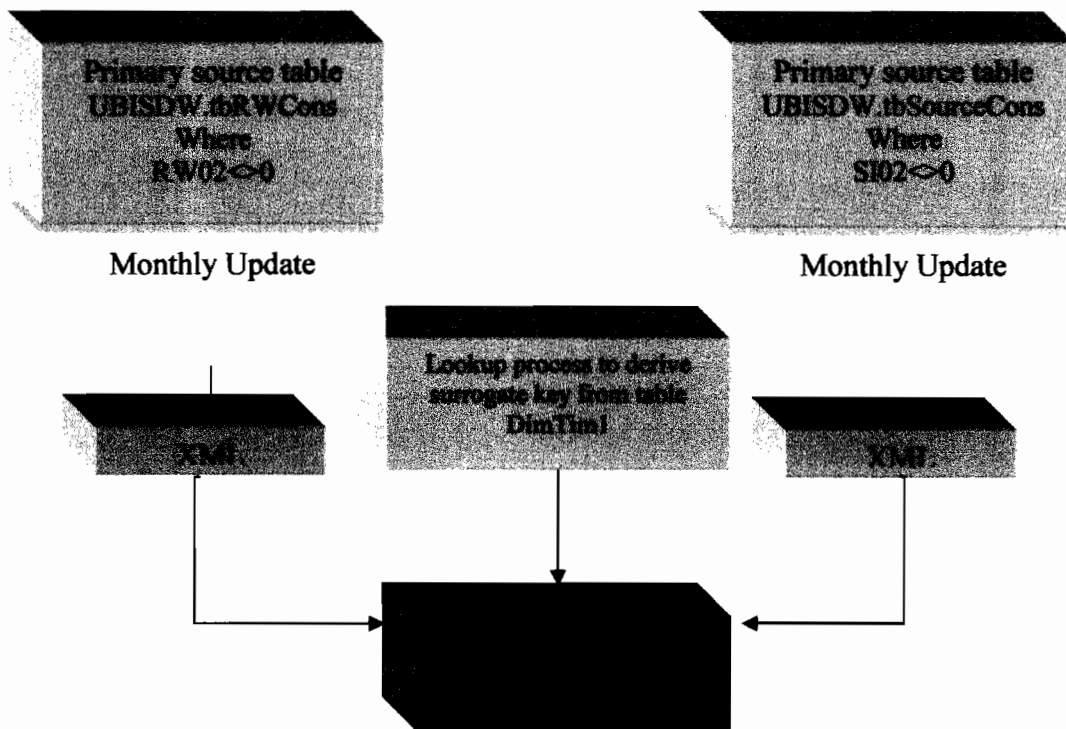 Primary source table
UBISDW.tbRWCons
Where
RW02<>0
Monthly Update
Primary source table
UBISDW.tbSourceCons
Where
SI02<>0
Monthly Update
Lookup process to derive
surrogate key from table
DimTim1
XML
XML